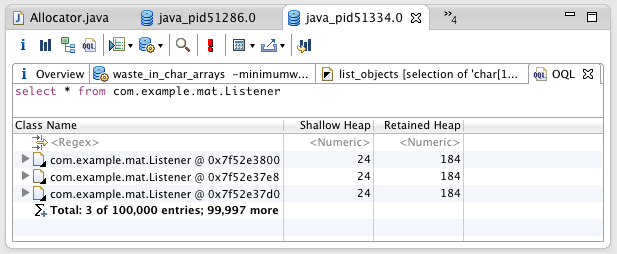 Allocator.java java_pid51286.0 java_pid51334.0 »4
i OQL
i Overview waste_in_char_arrays -minimumw... list_objects [selection of 'char[1... OQL OQL
select * from com.example.mat.Listener
Class Name Shallow Heap Retained Heap
<Regex> <Numeric> <Numeric>
com.example.mat.Listener @ 0x7f52e3800 24 184
com.example.mat.Listener @ 0x7f52e37e8 24 184
com.example.mat.Listener @ 0x7f52e37d0 24 184
Total: 3 of 100,000 entries; 99,997 more